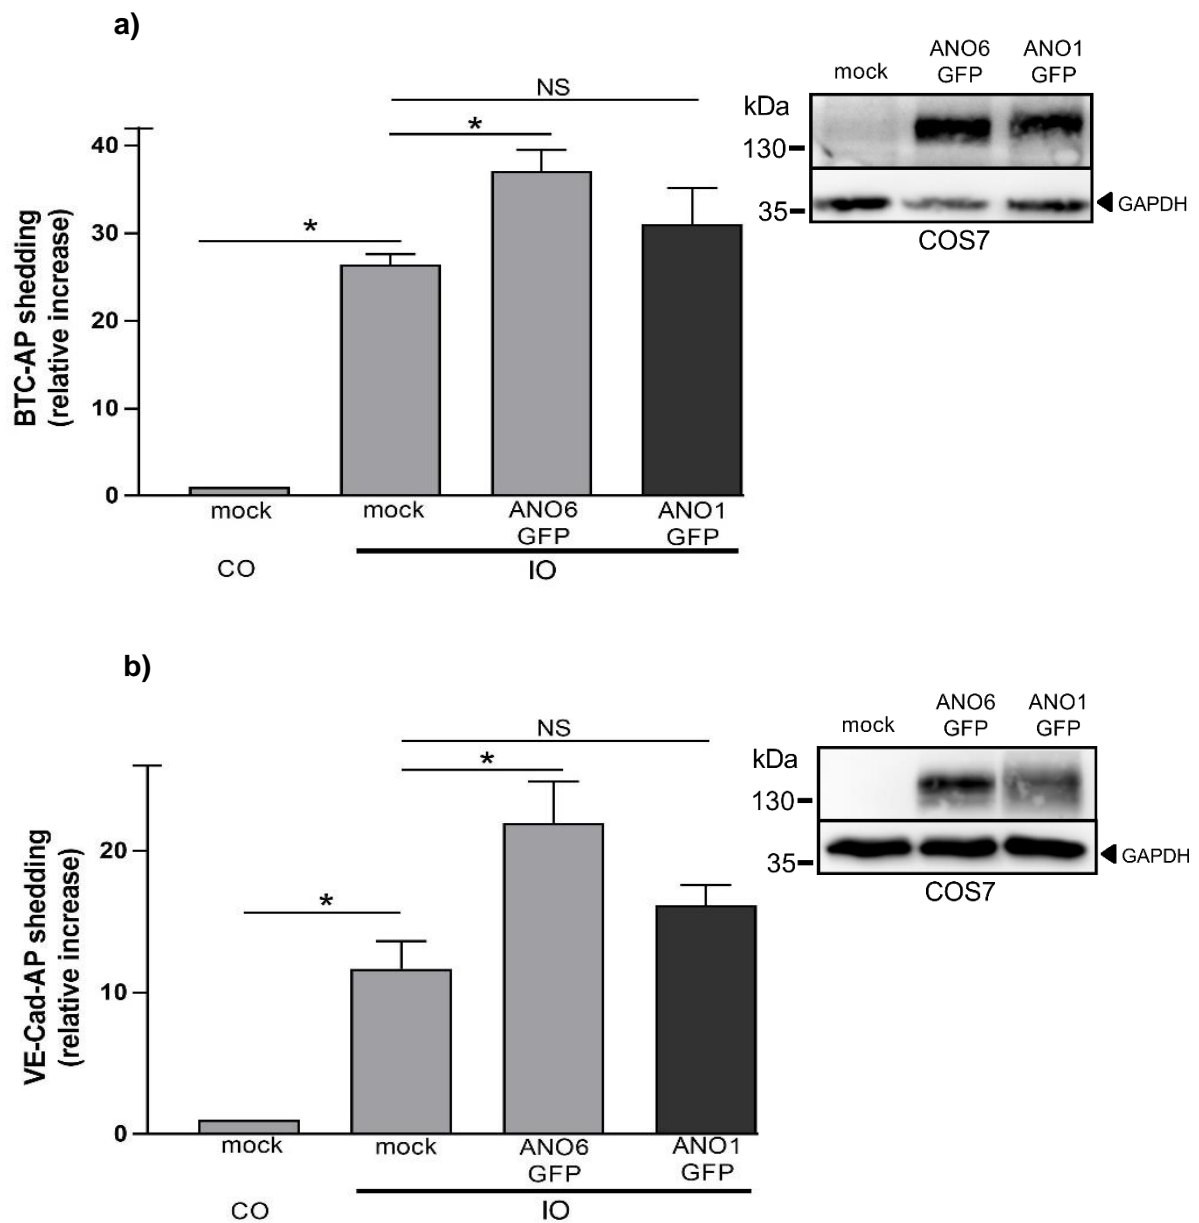 a)
NS
*
*
BTC-AP shedding
(relative increase)
40
30
20
10
0
mock
mock
ANO6
GFP
ANO1
GFP
CO
IO
mock
ANO6
GFP
ANO1
GFP
kDa
130
35
GAPDH
COS7
b)
NS
*
*
VE-Cad-AP shedding
(relative increase)
20
10
0
mock
mock
ANO6
GFP
ANO1
GFP
CO
IO
mock
ANO6
GFP
ANO1
GFP
kDa
130
35
GAPDH
COS7